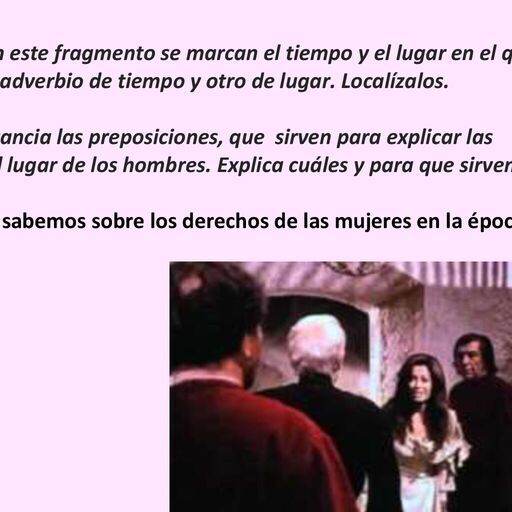 n este fragmento se marcan el tiempo y el lugar en el q
adverbio de tiempo y otro de lugar. Localízalos.
ancia las preposiciones, que sirven para explicar las
l lugar de los hombres. Explica cuáles y para que sirven
sabemos sobre los derechos de las mujeres en la époc